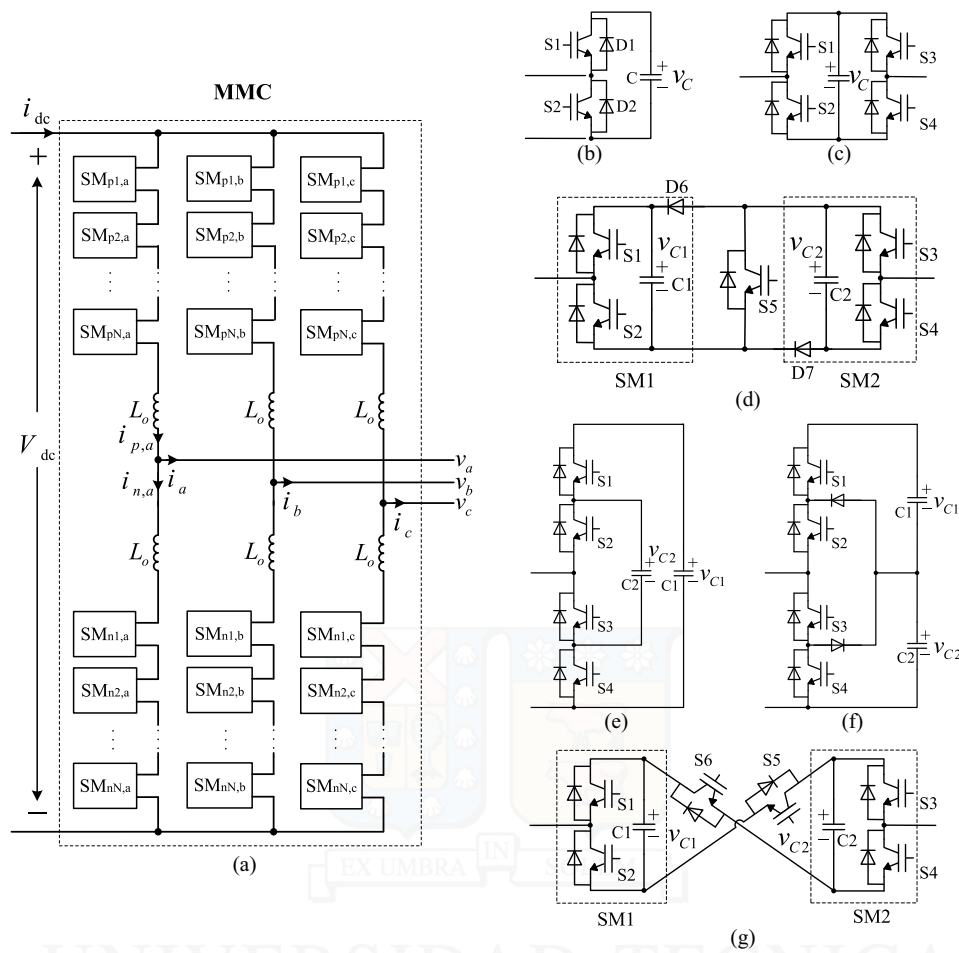 MMC
i_dc
+
V_dc
−
SM_p1,a
SM_p1,b
SM_p1,c
SM_p2,a
SM_p2,b
SM_p2,c
SM_pN,a
SM_pN,b
SM_pN,c
L_o
L_o
L_o
i_p,a
i_n,a
i_a
i_b
i_c
v_a
v_b
v_c
L_o
L_o
L_o
SM_n1,a
SM_n1,b
SM_n1,c
SM_n2,a
SM_n2,b
SM_n2,c
SM_nN,a
SM_nN,b
SM_nN,c
(a)
S1
D1
S2
D2
C
+
−
v_C
(b)
S1
S2
+
−
v_C
S3
S4
(c)
D6
S1
S2
v_C1
+
−
C1
S5
v_C2
+
−
C2
S3
S4
D7
SM1
SM2
(d)
S1
S2
S3
S4
v_C2
+
−
C2
C1
+
−
v_C1
(e)
S1
S2
S3
S4
C1
+
−
v_C1
C2
+
−
v_C2
(f)
S6
S5
S1
S2
C1
+
−
v_C1
v_C2
+
−
C2
S3
S4
SM1
SM2
(g)
EX UMBRA
IN
UNIVERSIDAD TECNICA